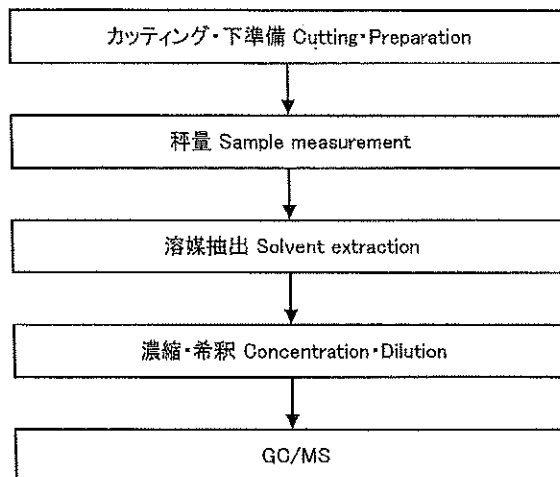 カッティング・下準備 Cutting・Preparation
秤量 Sample measurement
溶媒抽出 Solvent extraction
濃縮・希釈 Concentration・Dilution
GC/MS